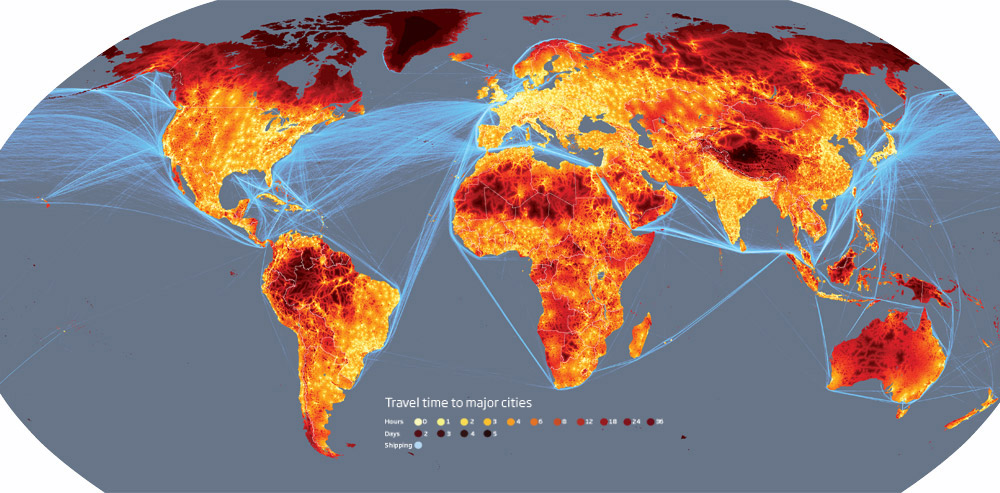 Travel time to major cities
Hours 0 1 2 3 4 6 8 12 18 24 36
Days 2 3 4 5
Shipping